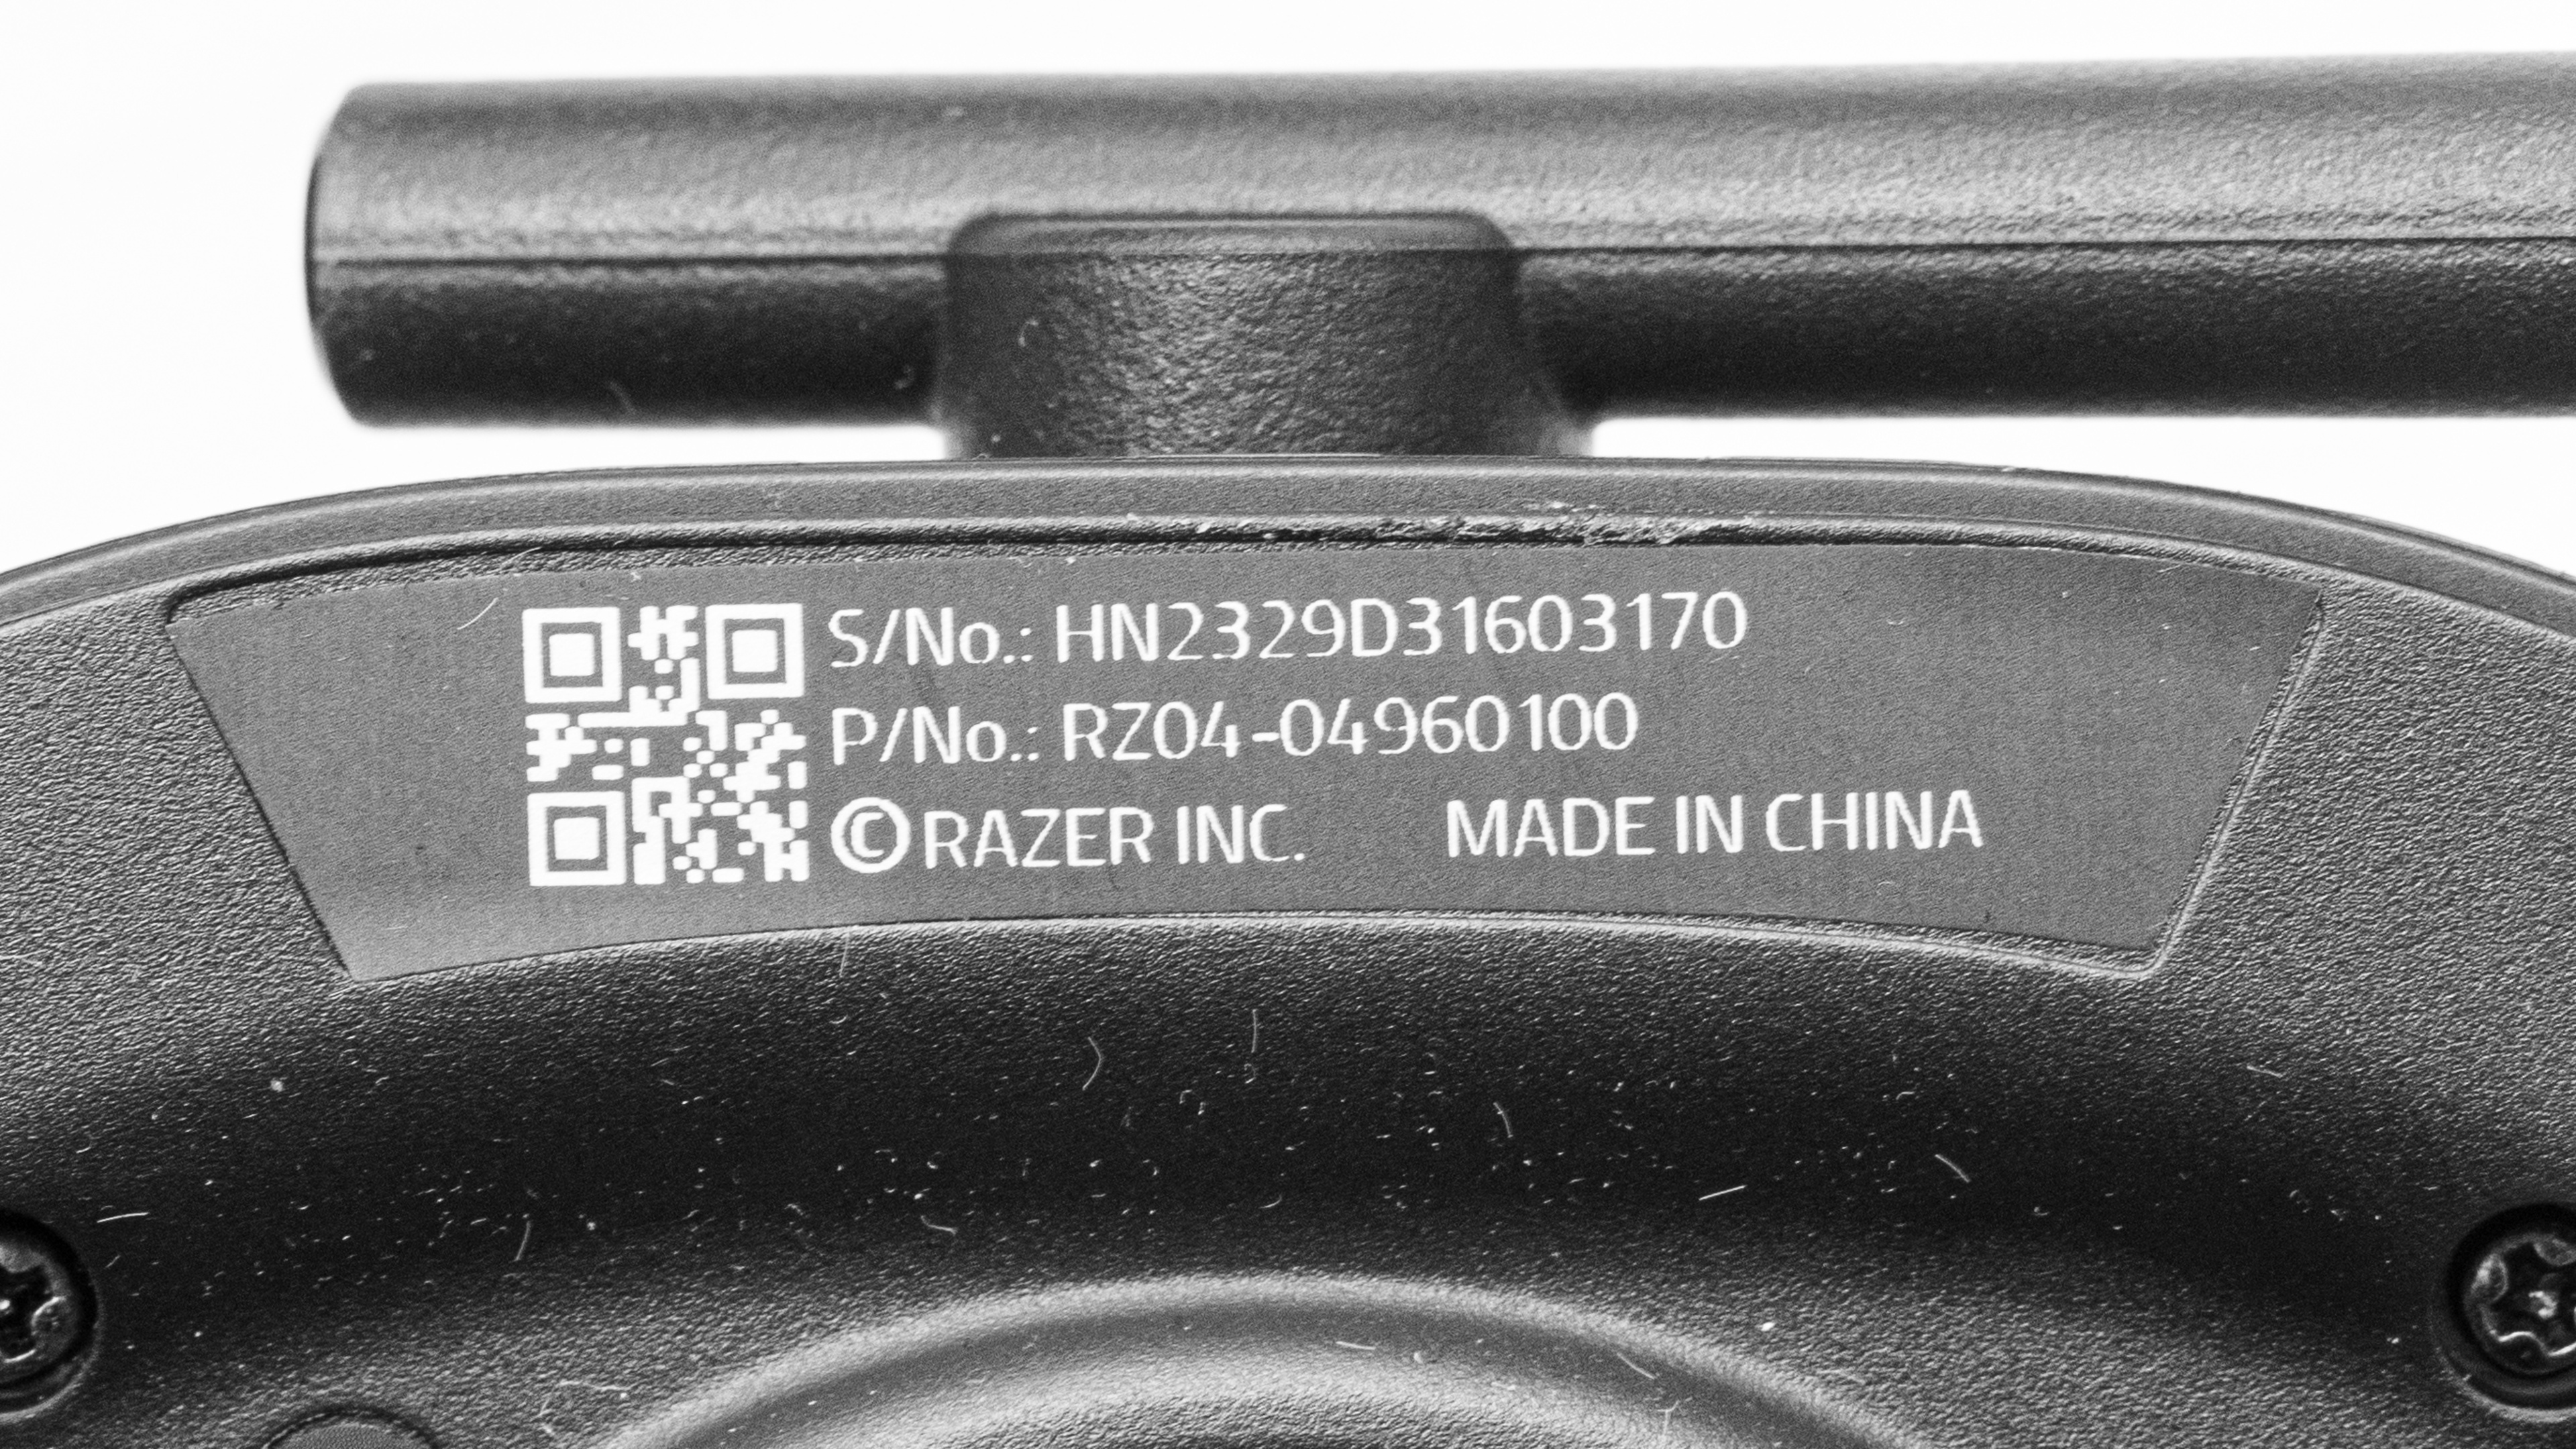 S/No.: HN2329D31603170
P/No.: RZ04-04960100
©RAZER INC. MADE IN CHINA